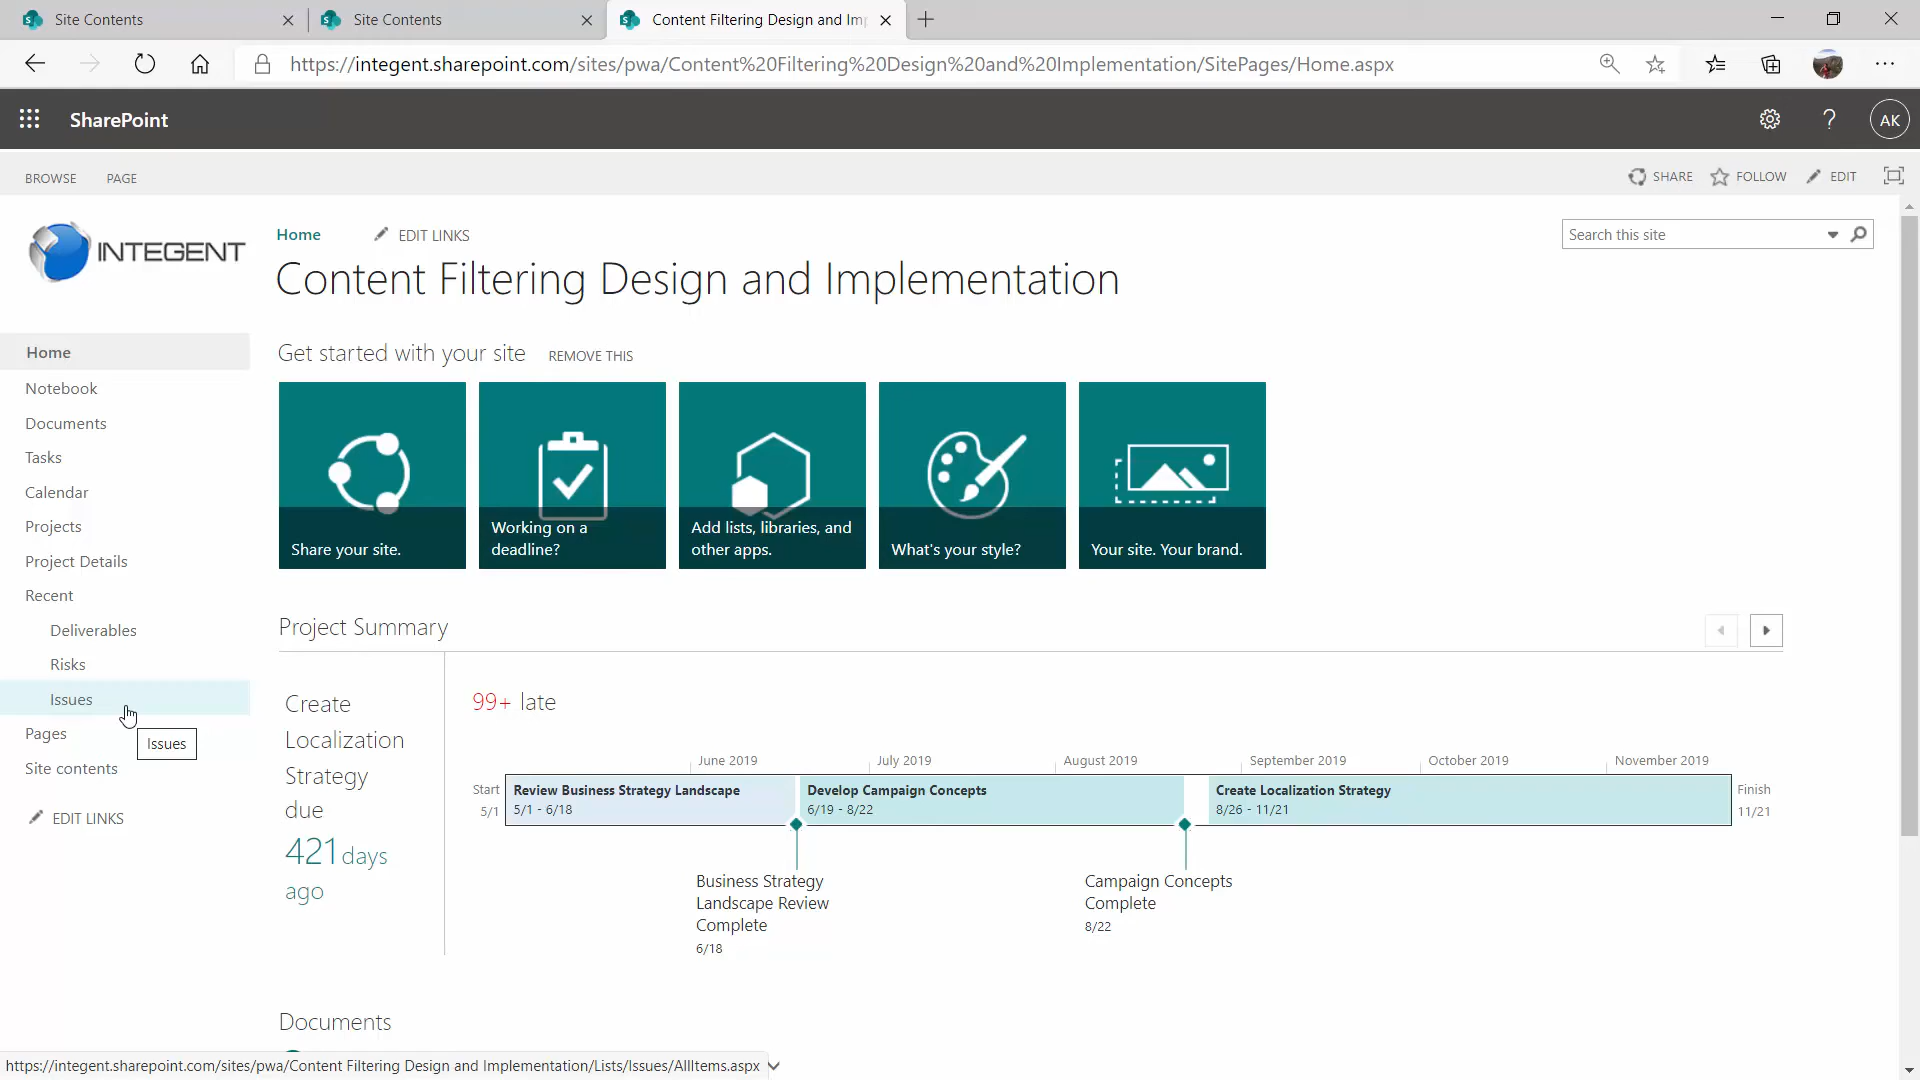 Site Contents
Site Contents
Content Filtering Design and Im
https://integent.sharepoint.com/sites/pwa/Content%20Filtering%20Design%20and%20Implementation/SitePages/Home.aspx
SharePoint
AK
BROWSE
PAGE
SHARE
FOLLOW
EDIT
INTEGENT
Home
EDIT LINKS
Search this site
Content Filtering Design and Implementation
Home
Notebook
Documents
Tasks
Calendar
Projects
Project Details
Recent
Deliverables
Risks
Issues
Pages
Issues
Site contents
EDIT LINKS
Get started with your site
REMOVE THIS
Share your site.
Working on a
deadline?
Add lists, libraries, and
other apps.
What's your style?
Your site. Your brand.
Project Summary
Create
Localization
Strategy
due
421 days
ago
99+ late
June 2019
July 2019
August 2019
September 2019
October 2019
November 2019
Start
5/1
Review Business Strategy Landscape
5/1 - 6/18
Develop Campaign Concepts
6/19 - 8/22
Create Localization Strategy
8/26 - 11/21
Finish
11/21
Business Strategy
Landscape Review
Complete
6/18
Campaign Concepts
Complete
8/22
Documents
https://integent.sharepoint.com/sites/pwa/Content Filtering Design and Implementation/Lists/Issues/AllItems.aspx